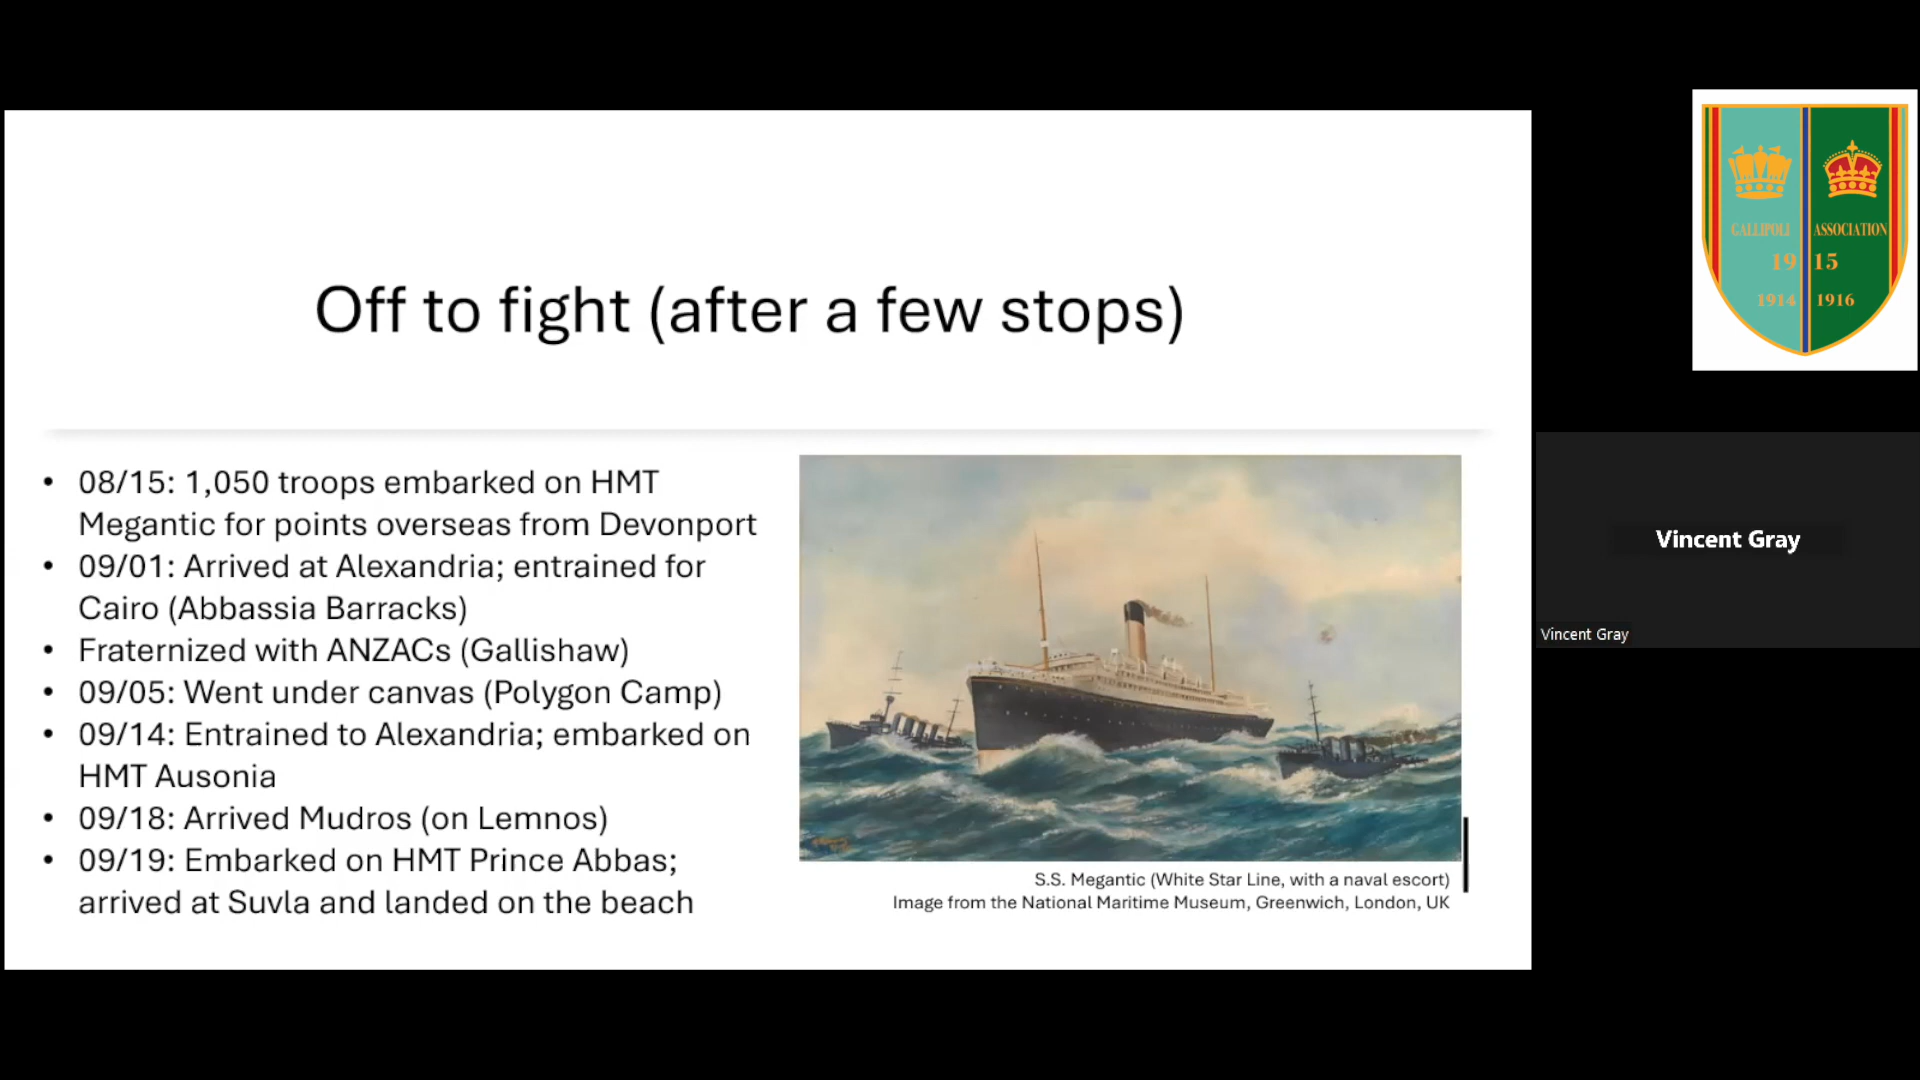 Off to fight (after a few stops)
• 08/15: 1,050 troops embarked on HMT
Megantic for points overseas from Devonport
• 09/01: Arrived at Alexandria; entrained for
Cairo (Abbassia Barracks)
• Fraternized with ANZACs (Gallishaw)
• 09/05: Went under canvas (Polygon Camp)
• 09/14: Entrained to Alexandria; embarked on
HMT Ausonia
• 09/18: Arrived Mudros (on Lemnos)
• 09/19: Embarked on HMT Prince Abbas;
arrived at Suvla and landed on the beach
S.S. Megantic (White Star Line, with a naval escort)
Image from the National Maritime Museum, Greenwich, London, UK
GALLIPOLI ASSOCIATION
19 15
1914 1916
Vincent Gray
Vincent Gray